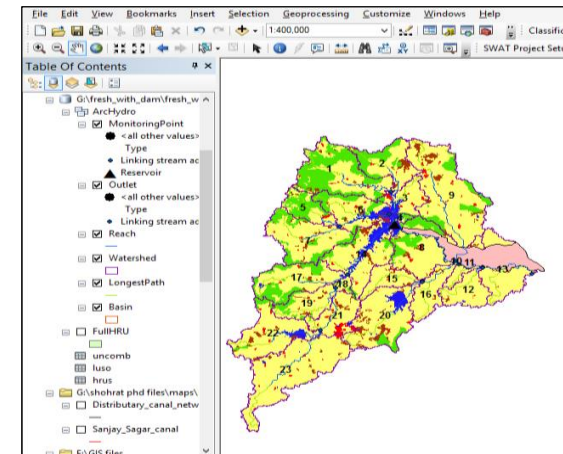 File Edit View Bookmarks Insert Selection Geoprocessing Customize Windows Help
1:400,000 Classific
SWAT Project Setu
Table Of Contents
G:\fresh_with_dam\fresh_w
ArcHydro
MonitoringPoint
<all other values>
Type
Linking stream ac
Reservoir
Outlet
<all other values>
Type
Linking stream ac
Reach
Watershed
LongestPath
Basin
FullHRU
uncomb
luso
hrus
G:\shohrat phd files\maps\
Distributary_canal_netw
Sanjay_Sagar_canal
F:\GIS files
1
2
9
5
6
7
8
10 11
13
17
18
15
12
16
19
21
20
22
23